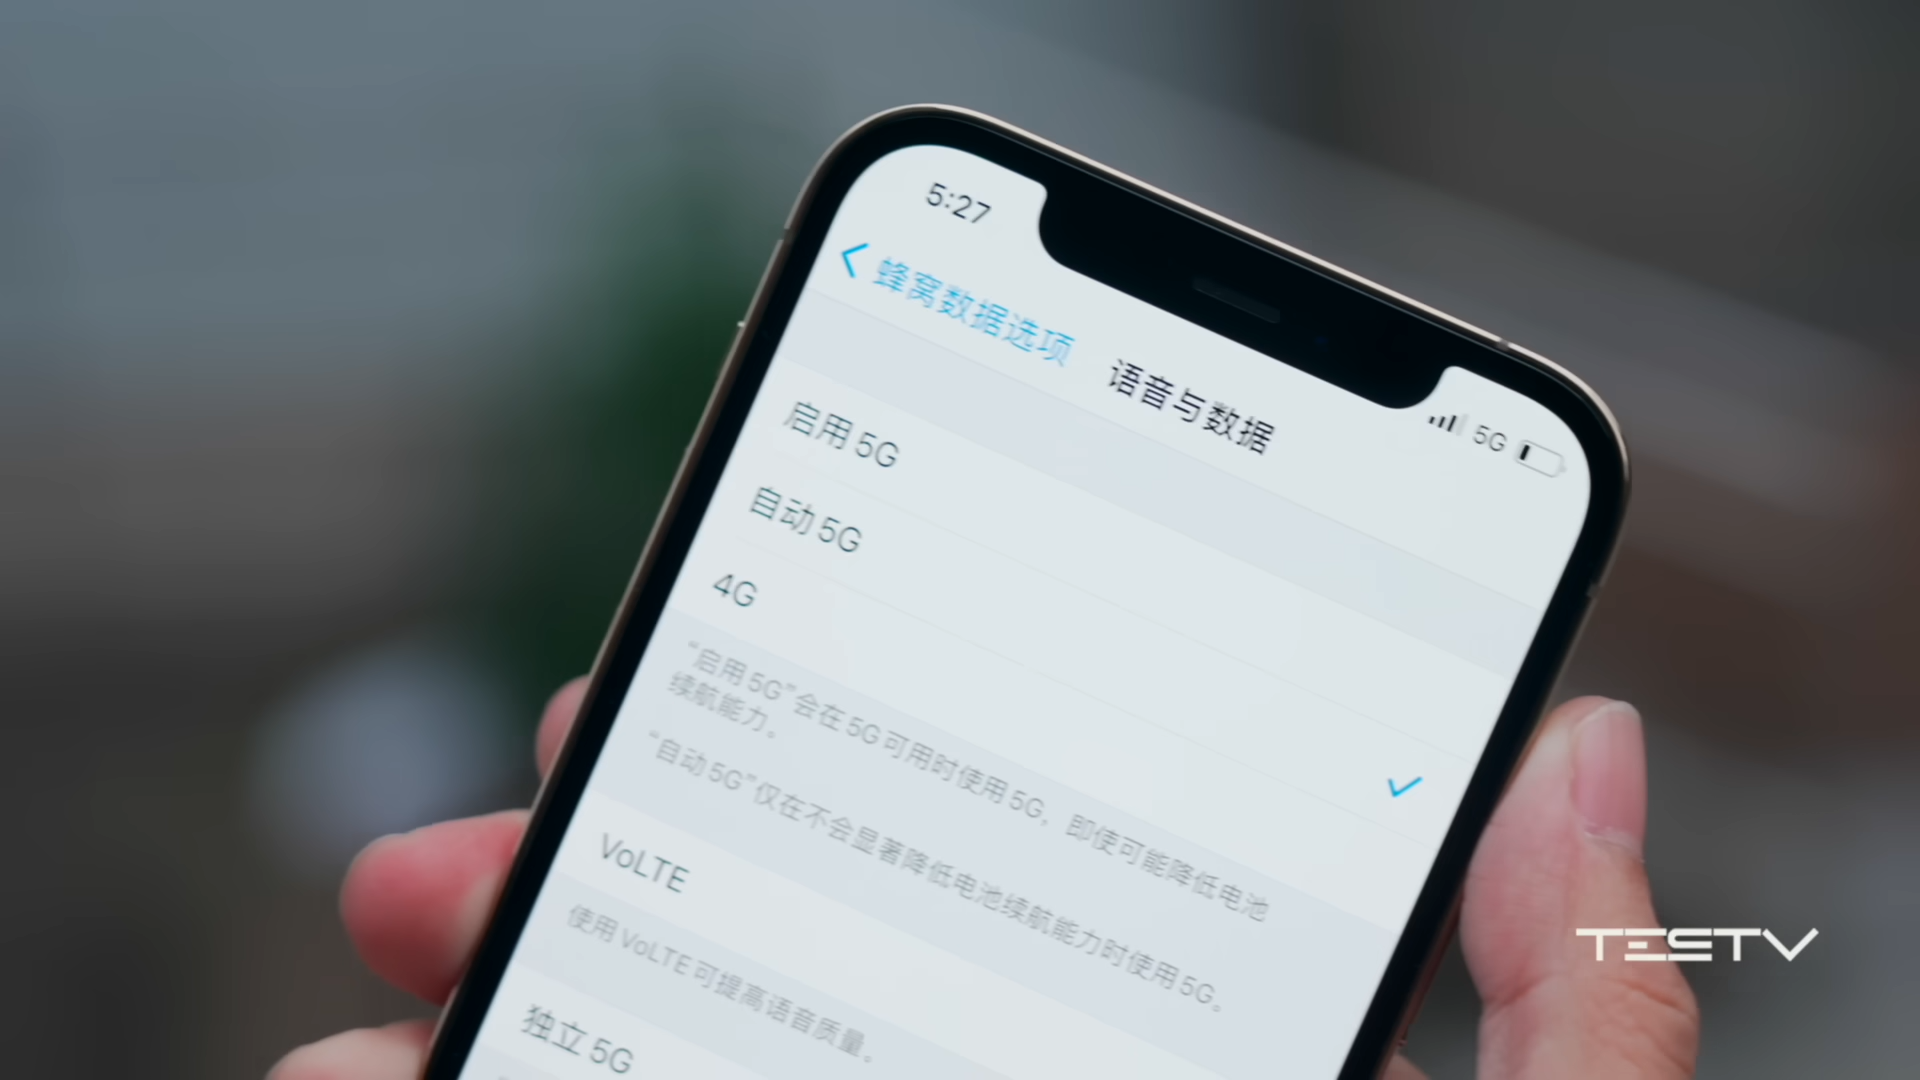 5:27
5G
蜂窝数据选项
语音与数据
启用 5G
自动 5G
4G
“启用 5G”会在 5G 可用时使用 5G，即使可能降低电池
续航能力。
“自动 5G”仅在不会显著降低电池续航能力时使用 5G。
VoLTE
使用 VoLTE 可提高语音质量。
独立 5G
TESTV